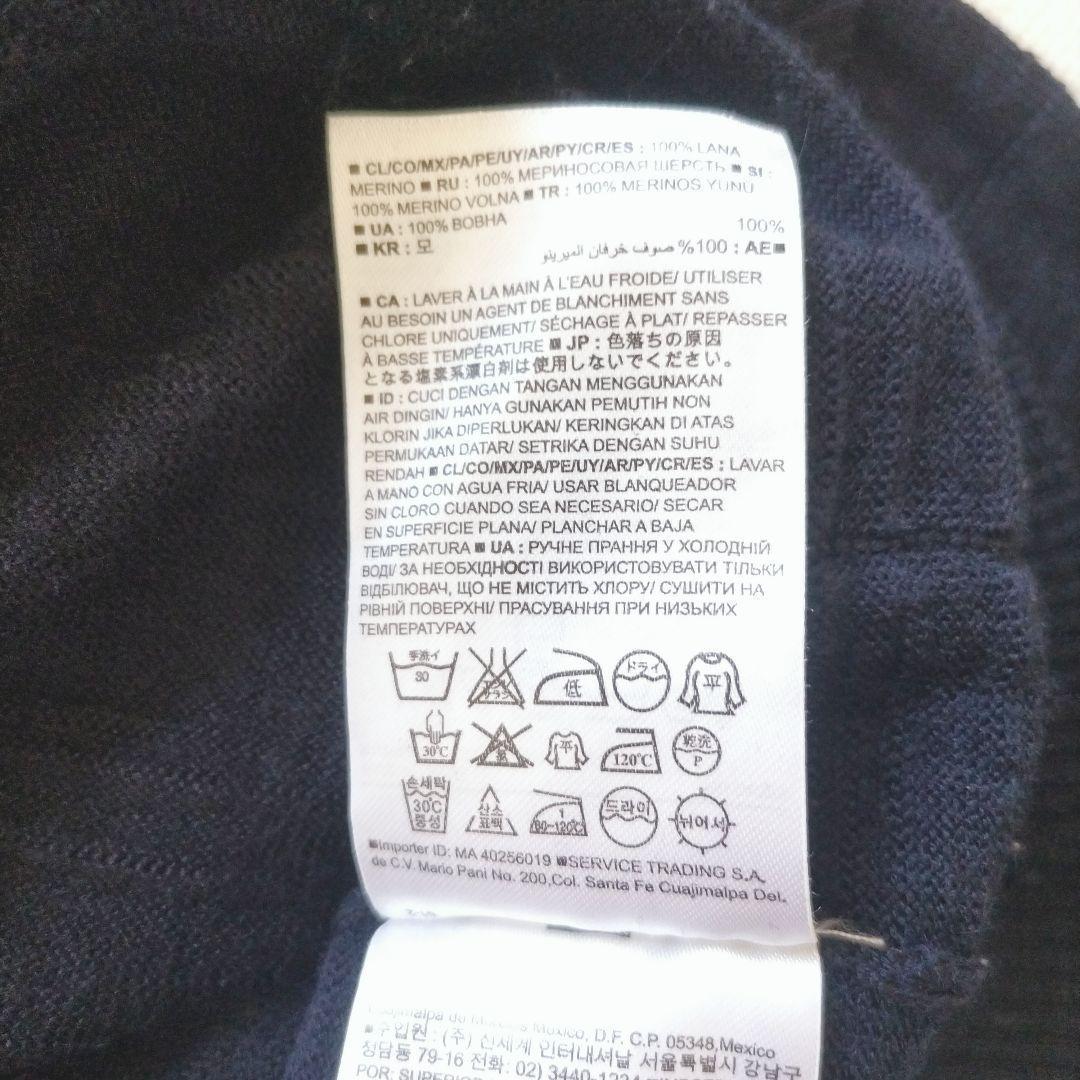 ■ CL/CO/MX/PA/PE/UY/AR/PY/CR/ES : 100% LANA
MERINO ■ RU : 100% МЕРИНОСОВАЯ ШЕРСТЬ ■ SI :
100% MERINO VOLNA ■ TR : 100% MERINOS YÜNÜ
■ UA : 100% ВОВНА 100%
■ KR : 모 ■AE : 100% صوف خرفان الميرينو
■ CA : LAVER À LA MAIN À L'EAU FROIDE/ UTILISER
AU BESOIN UN AGENT DE BLANCHIMENT SANS
CHLORE UNIQUEMENT/ SÉCHAGE À PLAT/ REPASSER
À BASSE TEMPÉRATURE ■ JP : 色落ちの原因
となる塩素系漂白剤は使用しないでください。
■ ID : CUCI DENGAN TANGAN MENGGUNAKAN
AIR DINGIN/ HANYA GUNAKAN PEMUTIH NON
KLORIN JIKA DIPERLUKAN/ KERINGKAN DI ATAS
PERMUKAAN DATAR/ SETRIKA DENGAN SUHU
RENDAH ■ CL/CO/MX/PA/PE/UY/AR/PY/CR/ES : LAVAR
A MANO CON AGUA FRIA/ USAR BLANQUEADOR
SIN CLORO CUANDO SEA NECESARIO/ SECAR
EN SUPERFICIE PLANA/ PLANCHAR A BAJA
TEMPERATURA ■ UA : РУЧНЕ ПРАННЯ У ХОЛОДНІЙ
ВОДІ/ ЗА НЕОБХІДНОСТІ ВИКОРИСТОВУВАТИ ТІЛЬКИ
ВІДБІЛЮВАЧ, ЩО НЕ МІСТИТЬ ХЛОРУ/ СУШИТИ НА
РІВНІЙ ПОВЕРХНІ/ ПРАСУВАННЯ ПРИ НИЗЬКИХ
ТЕМПЕРАТУРАХ
手洗イ 30 低 ドライ 平
30℃ 氯 平 120℃ 乾洗 P
손세탁 30℃ 중성 산소 표백 1 80~120℃ 드라이 뉘어서
■Importer ID: MA 40256019 ■SERVICE TRADING S.A.
de C.V. Mario Pani No. 200,Col. Santa Fe Cuajimalpa Del.
Mexico, D.F. C.P. 05348,Mexico
■수입원 : (주) 신세계 인터내셔날 서울특별시 강남구
청담동 79-16 전화: 02) 3440-1234